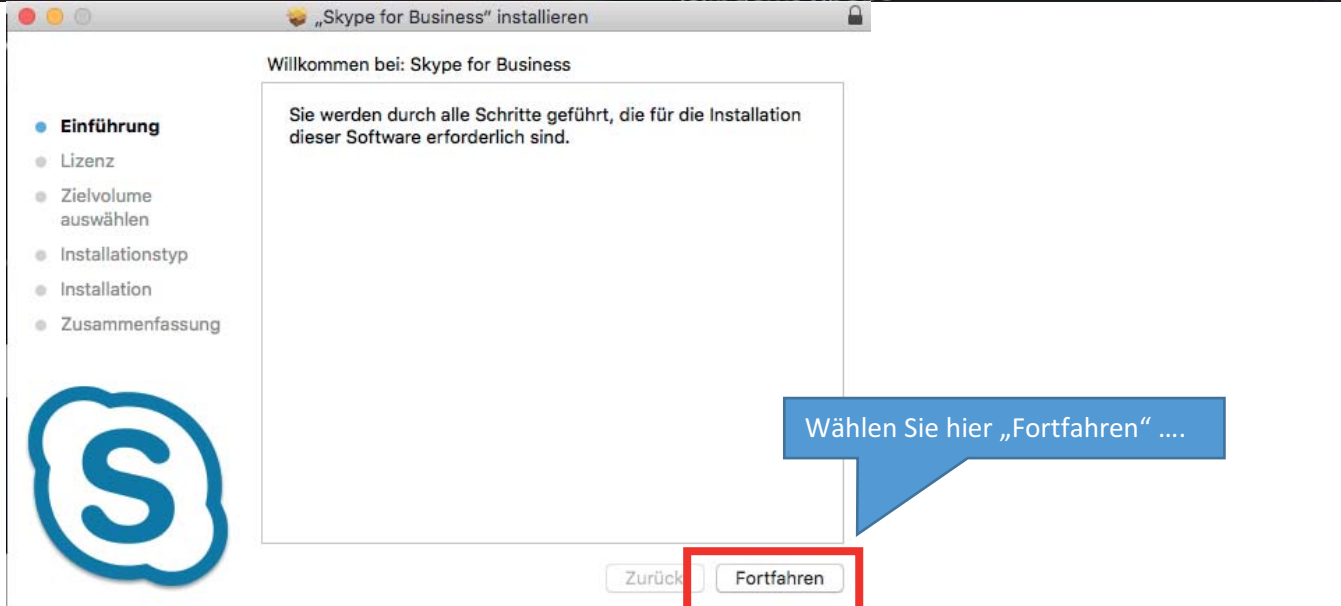 „Skype for Business“ installieren
Willkommen bei: Skype for Business
Einführung
Lizenz
Zielvolume
auswählen
Installationstyp
Installation
Zusammenfassung
Sie werden durch alle Schritte geführt, die für die Installation
dieser Software erforderlich sind.
S
Wählen Sie hier „Fortfahren“ ....
Zurück
Fortfahren